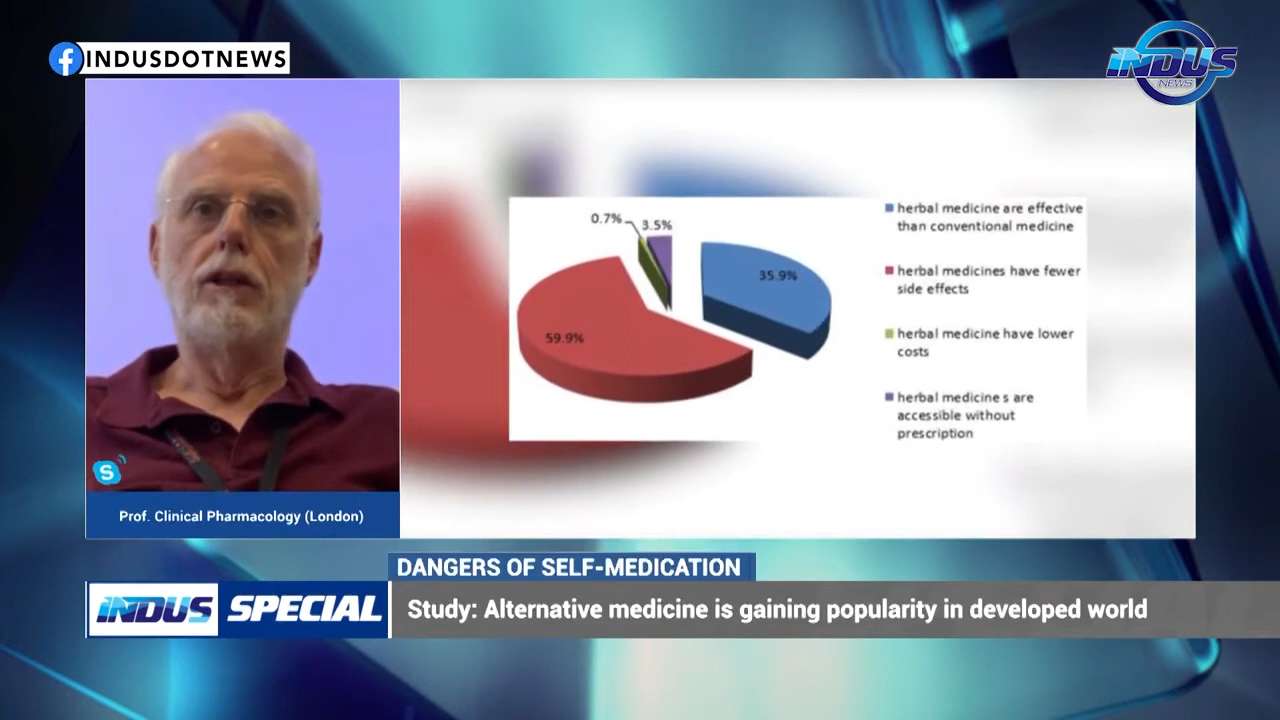 INDUSDOTNEWS
INDUS
NEWS
0.7%
3.5%
35.9%
59.9%
herbal medicine are effective
than conventional medicine
herbal medicines have fewer
side effects
herbal medicine have lower
costs
herbal medicine s are
accessible without
prescription
Prof. Clinical Pharmacology (London)
DANGERS OF SELF-MEDICATION
INDUS SPECIAL
Study: Alternative medicine is gaining popularity in developed world